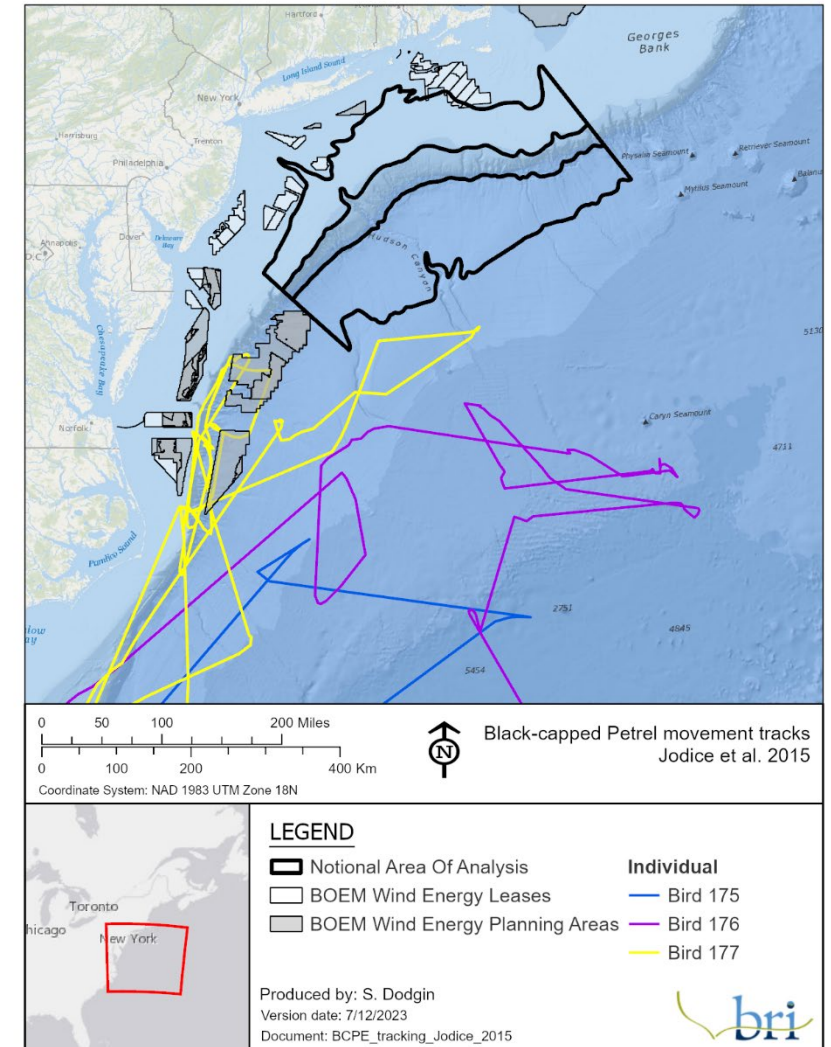 Hartford
Georges
Bank
Long Island Sound
New York
Harrisburg
Trenton
Philadelphia
Physalia Seamount
Retriever Seamount
Mytilus Seamount
Balanu
Dover
Delaware
Bay
Annapolis
D.C.
Hudson Canyon
Chesapeake Bay
5130
Norfolk
Caryn Seamount
4711
Pamlico Sound
2751
4845
low
ay
5454
0 50 100 200 Miles
0 100 200 400 Km
Coordinate System: NAD 1983 UTM Zone 18N
N
Black-capped Petrel movement tracks
Jodice et al. 2015
Toronto
hicago
New York
LEGEND
Notional Area Of Analysis
BOEM Wind Energy Leases
BOEM Wind Energy Planning Areas
Individual
Bird 175
Bird 176
Bird 177
Produced by: S. Dodgin
Version date: 7/12/2023
Document: BCPE_tracking_Jodice_2015
bri